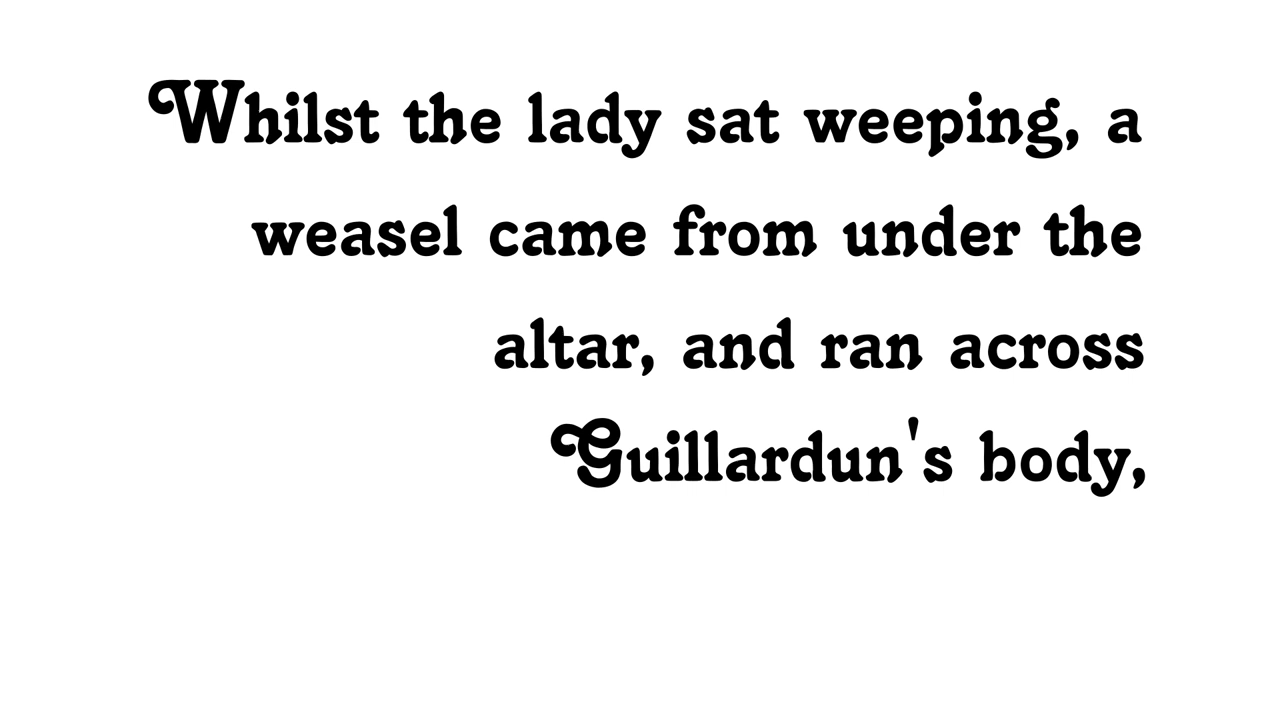 Whilst the lady sat weeping, a
weasel came from under the
altar, and ran across
Guillardun's body,